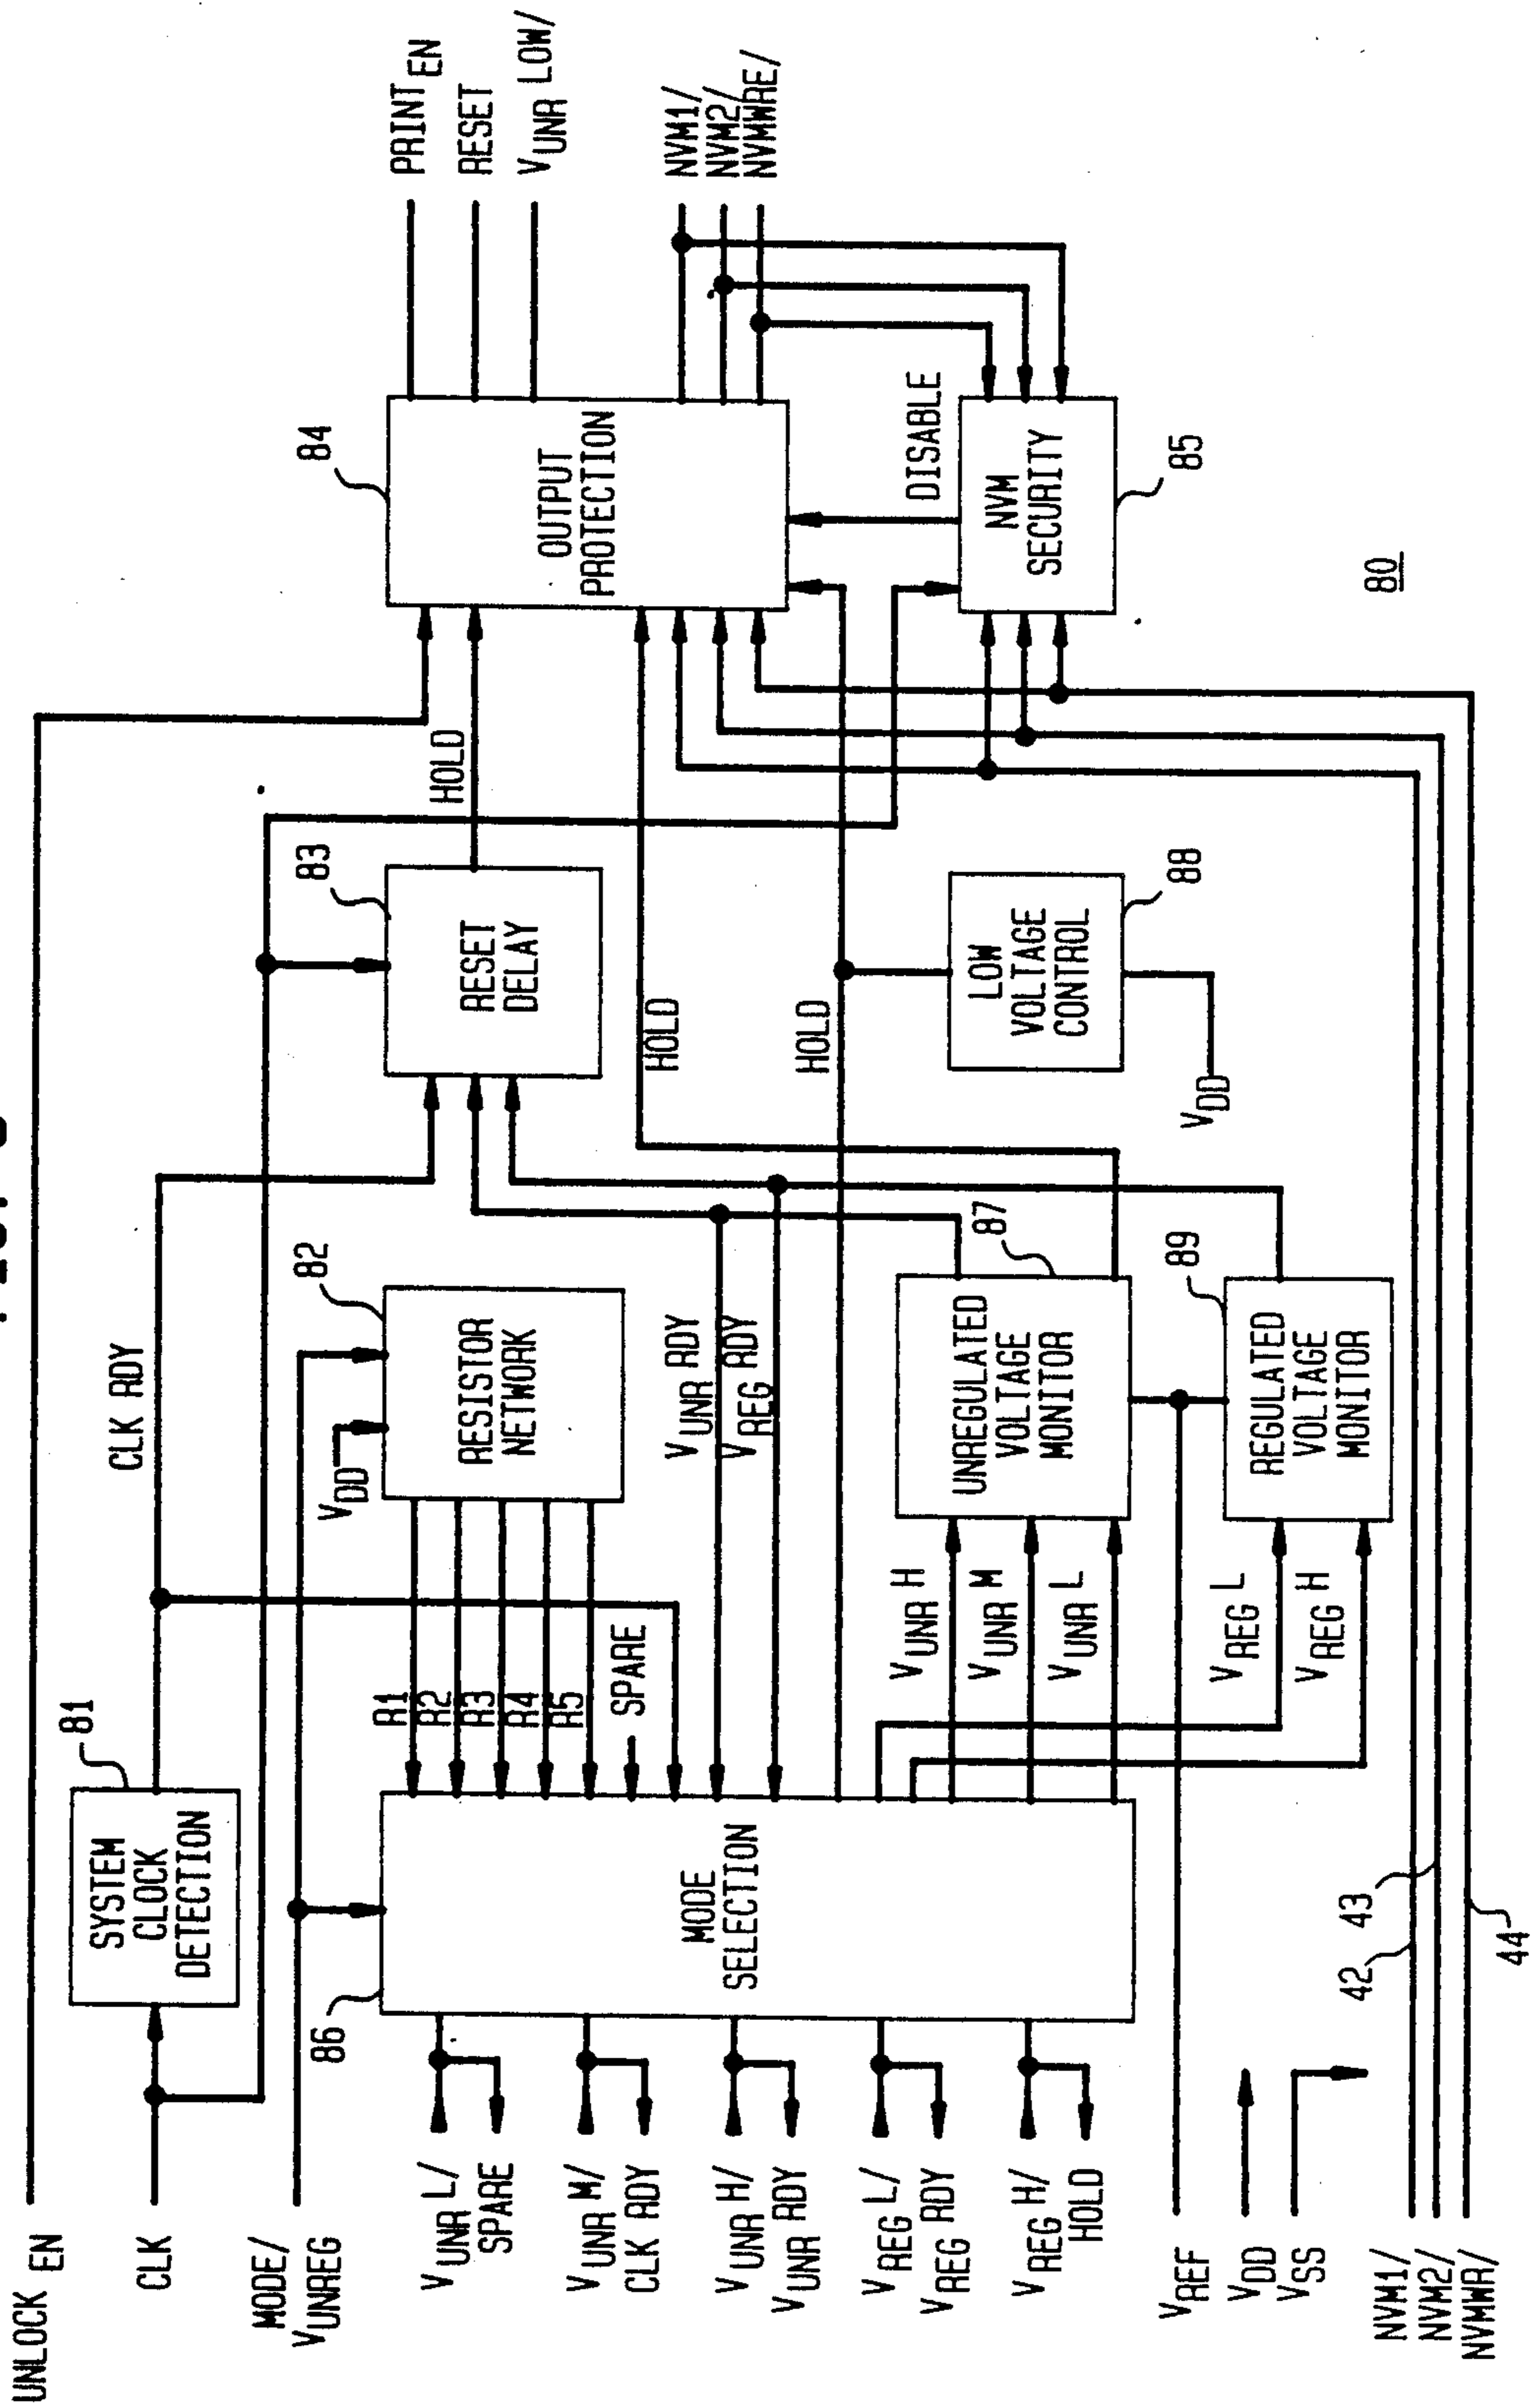 UNLOCK EN
CLK
MODE/
VUNREG
VUNR L/
SPARE
VUNR M/
CLK RDY
VUNR H/
VUNR RDY
VREG L/
VREG RDY
VREG H/
HOLD
VREF
VDD
VSS
NVM1/
NVM2/
NVMWR/
42
43
44
81
SYSTEM
CLOCK
DETECTION
86
MODE
SELECTION
CLK RDY
R1
R2
R3
R4
R5
SPARE
82
VDD
RESISTOR
NETWORK
VUNR RDY
VREG RDY
VUNR H
VUNR M
VUNR L
VREG L
VREG H
87
UNREGULATED
VOLTAGE
MONITOR
89
REGULATED
VOLTAGE
MONITOR
83
RESET
DELAY
HOLD
HOLD
HOLD
88
LOW
VOLTAGE
CONTROL
VDD
84
OUTPUT
PROTECTION
DISABLE
NVM
SECURITY
85
80
PRINTEN
RESET
VUNR LOW/
NVM1/
NVM2/
NVMWRE/